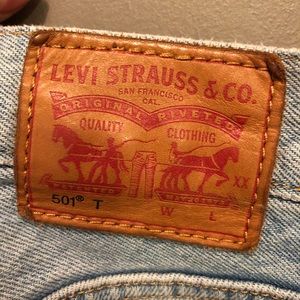 LEVI STRAUSS & CO.
SAN FRANCISCO
CAL.
ORIGINAL RIVETED
QUALITY CLOTHING
XX
501® T W L